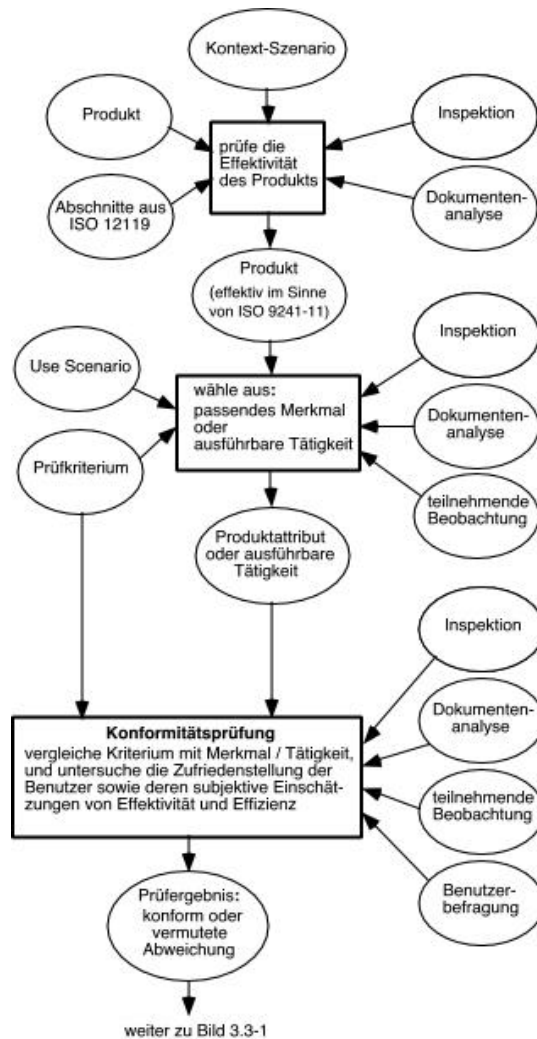 Kontext-Szenario
Produkt
Inspektion
prüfe die
Effektivität
des Produkts
Abschnitte aus
ISO 12119
Dokumenten-
analyse
Produkt
(effektiv im Sinne
von ISO 9241-11)
Inspektion
Use Scenario
wähle aus:
passendes Merkmal
oder
ausführbare Tätigkeit
Dokumenten-
analyse
Prüfkriterium
teilnehmende
Beobachtung
Produktattribut
oder ausführbare
Tätigkeit
Inspektion
Konformitätsprüfung
vergleiche Kriterium mit Merkmal / Tätigkeit,
und untersuche die Zufriedenstellung der
Benutzer sowie deren subjektive Einschät-
zungen von Effektivität und Effizienz
Dokumenten-
analyse
teilnehmende
Beobachtung
Benutzer-
befragung
Prüfergebnis:
konform oder
vermutete
Abweichung
weiter zu Bild 3.3-1